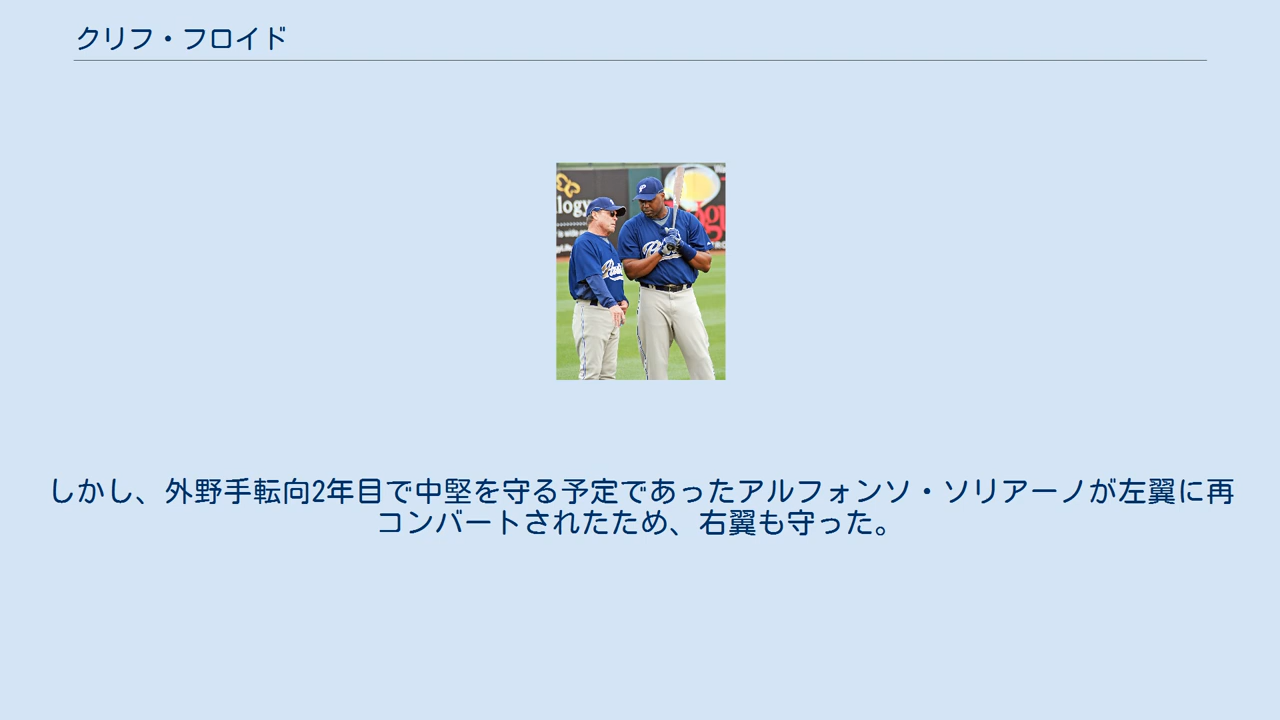 クリフ・フロイド
logy
しかし、外野手転向2年目で中堅を守る予定であったアルフォンソ・ソリアーノが左翼に再
コンバートされたため、右翼も守った。